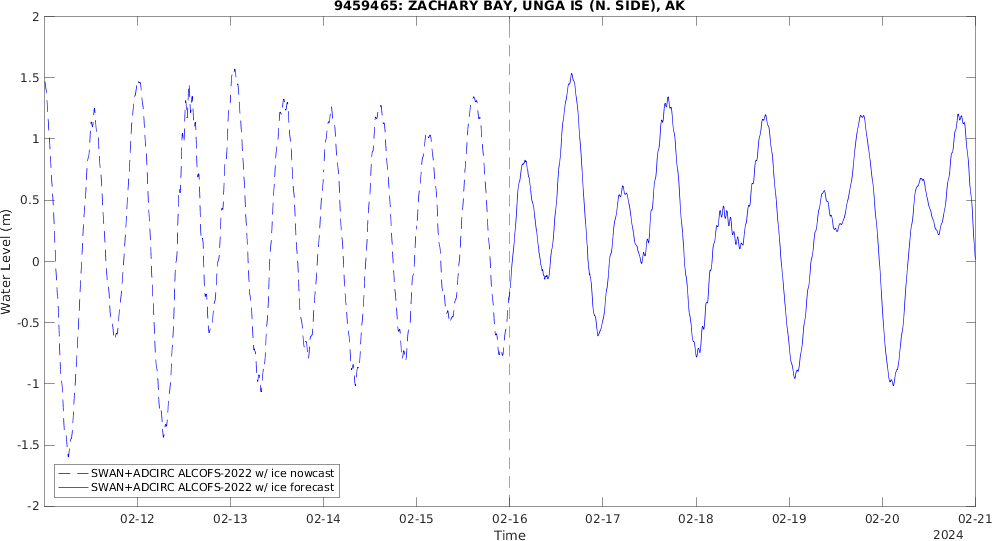 9459465: ZACHARY BAY, UNGA IS (N. SIDE), AK
Water Level (m)
2
1.5
1
0.5
0
-0.5
-1
-1.5
-2
SWAN+ADCIRC ALCOFS-2022 w/ ice nowcast
SWAN+ADCIRC ALCOFS-2022 w/ ice forecast
02-12 02-13 02-14 02-15 02-16 02-17 02-18 02-19 02-20 02-21
Time
2024